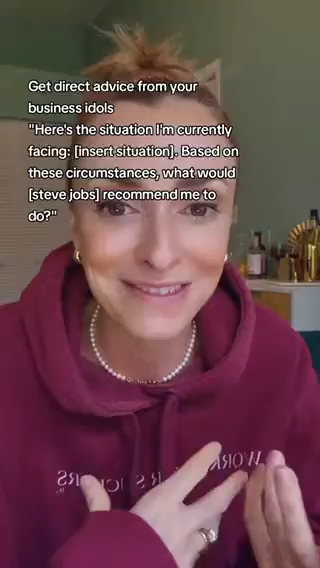 Get direct advice from your
business idols
"Here's the situation I'm currently
facing: [insert situation]. Based on
these circumstances, what would
[steve jobs] recommend me to
do?"